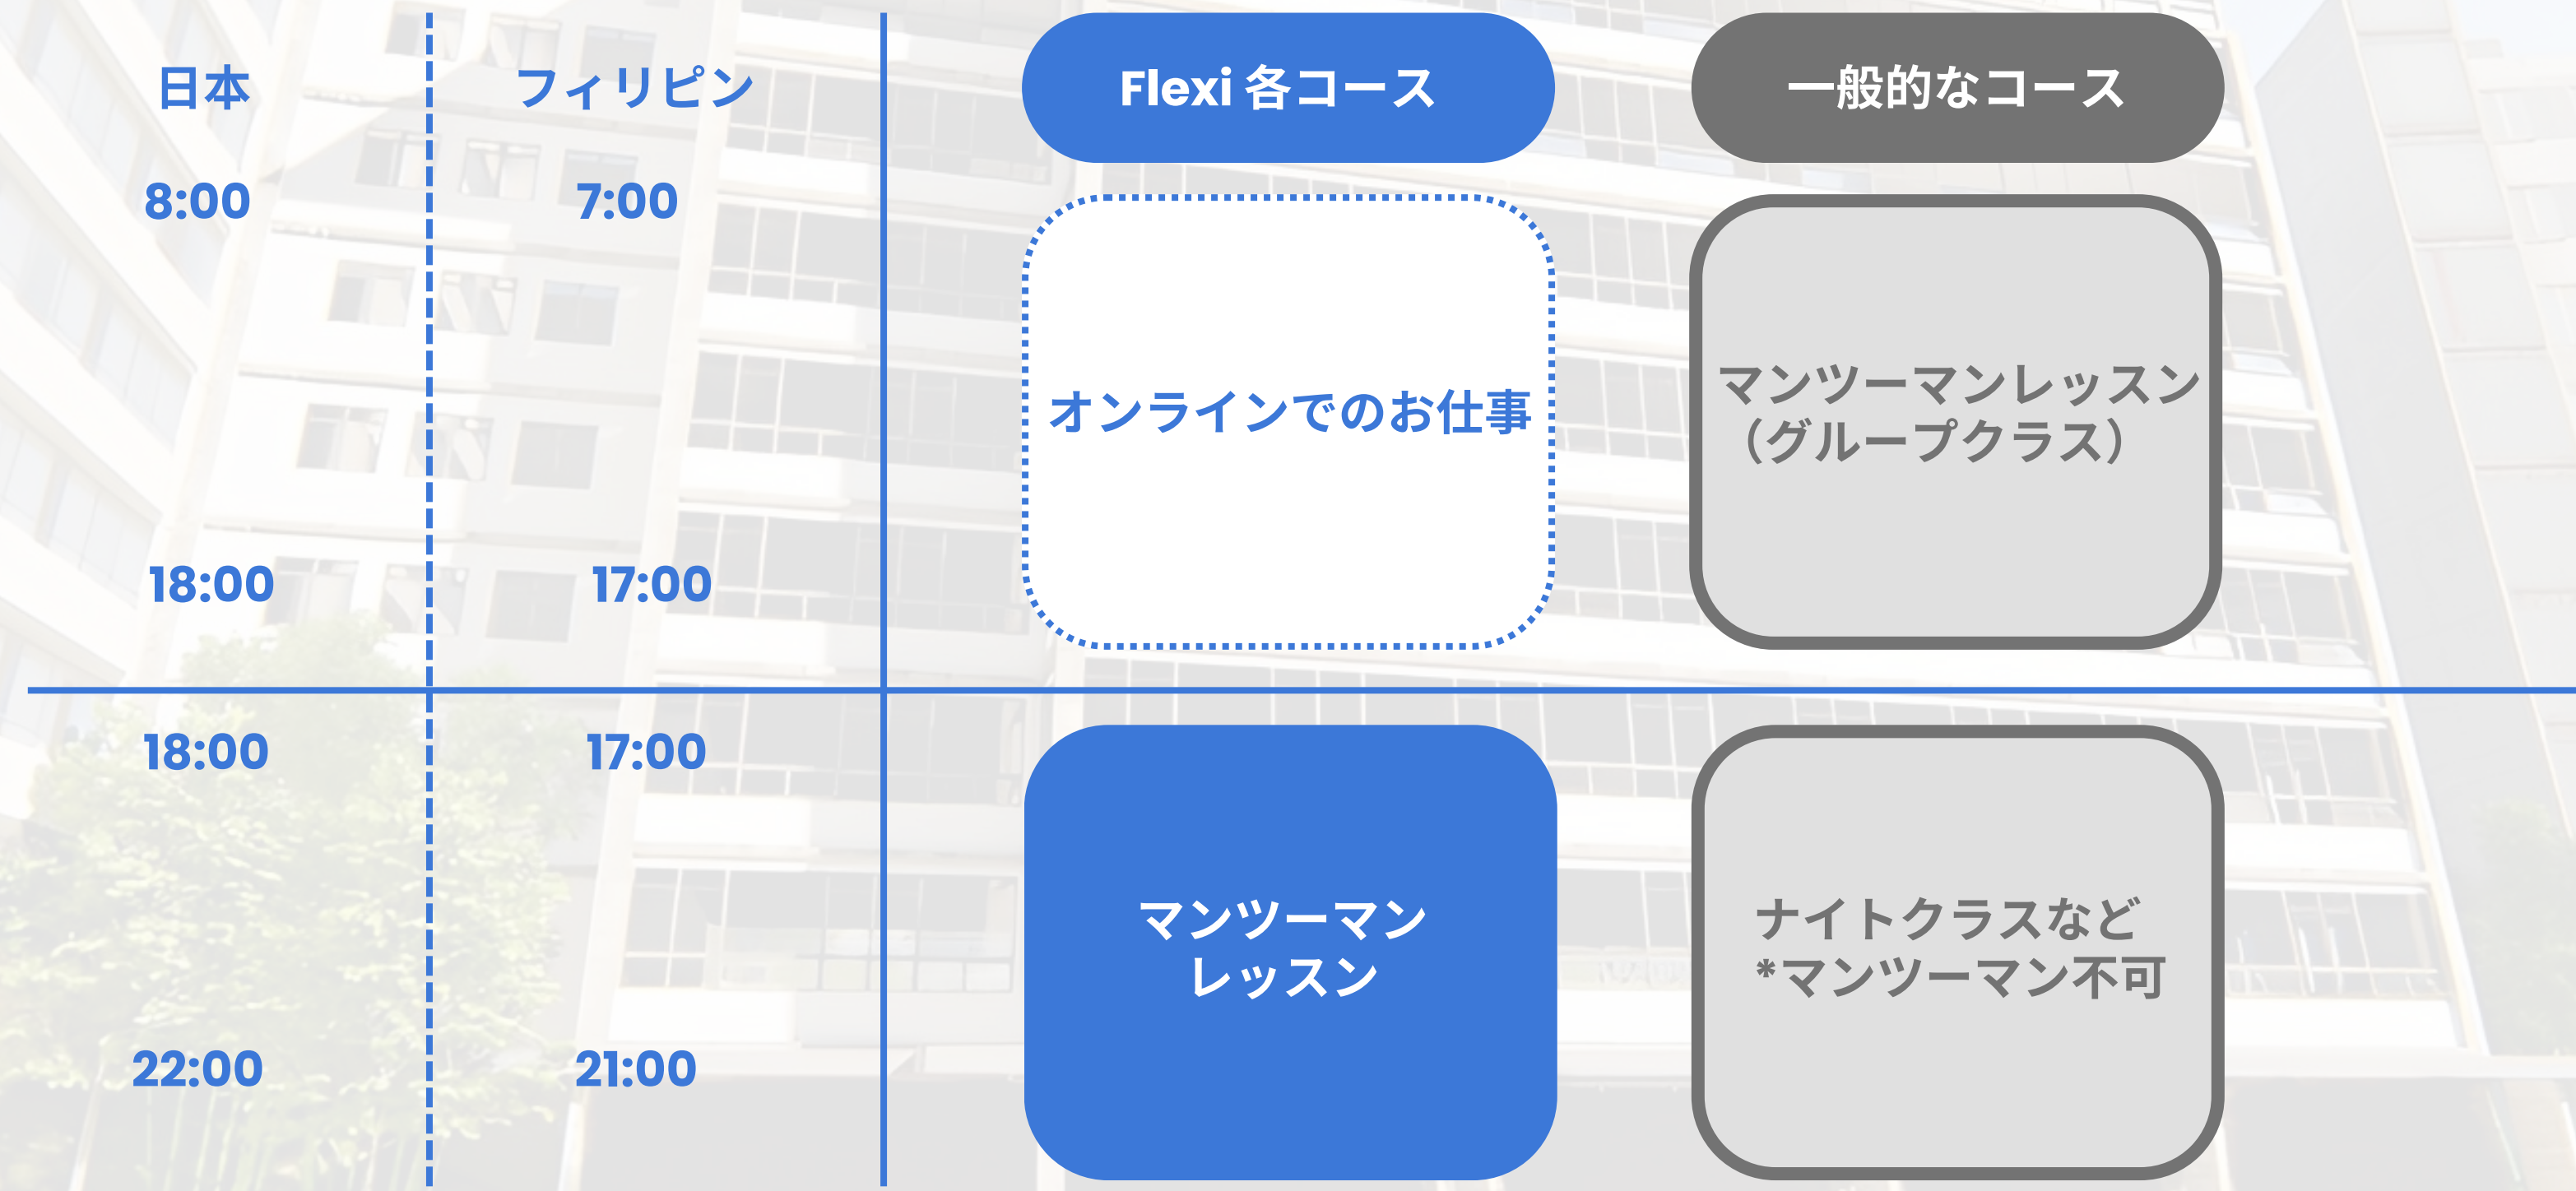 日本
フィリピン
Flexi 各コース
一般的なコース
8:00
7:00
オンラインでのお仕事
マンツーマンレッスン
（グループクラス）
18:00
17:00
18:00
17:00
マンツーマン
レッスン
ナイトクラスなど
*マンツーマン不可
22:00
21:00